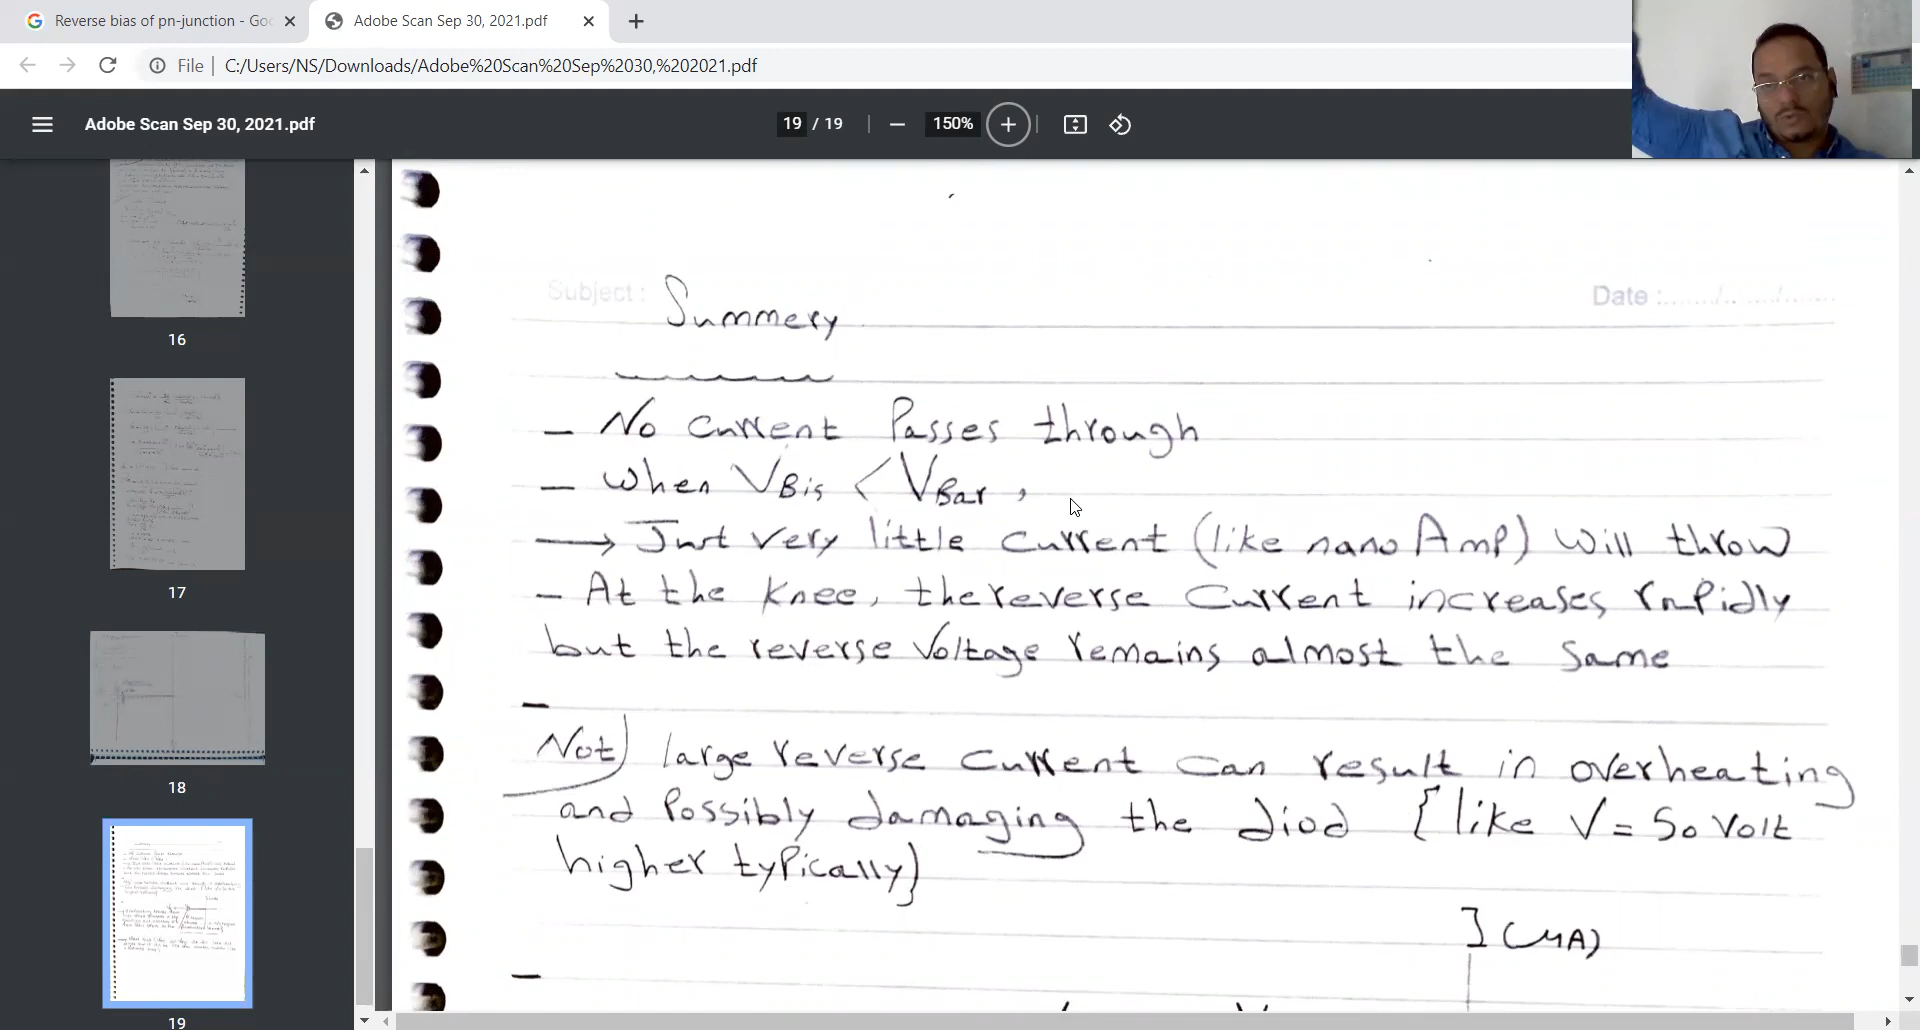 Reverse bias of pn-junction - Goo
Adobe Scan Sep 30, 2021.pdf
File
C:/Users/NS/Downloads/Adobe%20Scan%20Sep%2030,%202021.pdf
Adobe Scan Sep 30, 2021.pdf
19 / 19
150%
16
17
18
19
Subject :
Summery
Date :....../....../......
- No current Passes through
- when VBis < VBar ,
→ Just very little current (like nano Amp) will throw
- At the knee, the reverse current increases rapidly
but the reverse voltage remains almost the same
Not) large reverse current can result in overheating
and possibly damaging the diod {like V = 50 volt
higher typically}
I (MA)